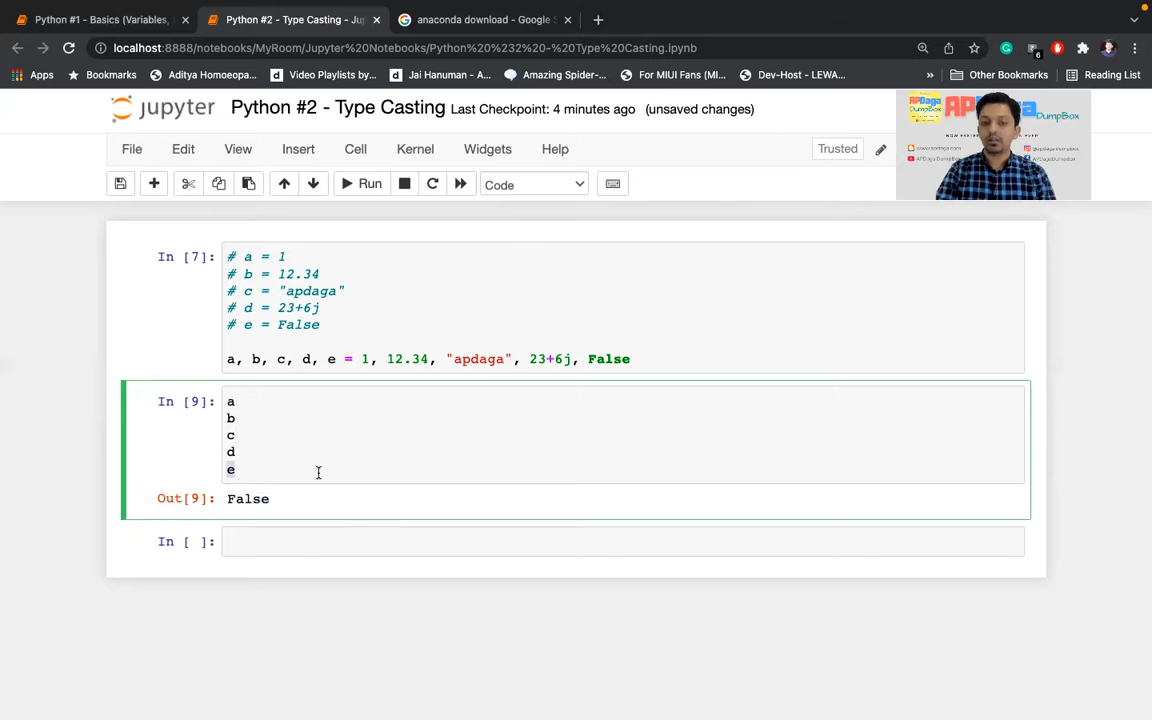 Python #1 - Basics (Variables, 
Python #2 - Type Casting - Ju
anaconda download - Google S
localhost:8888/notebooks/MyRoom/Jupyter%20Notebooks/Python%20%232%20-%20Type%20Casting.ipynb
6
Apps
Bookmarks
Aditya Homoeopa...
Video Playlists by...
Jai Hanuman - A...
Amazing Spider-...
For MIUI Fans (MI...
Dev-Host - LEWA...
»
Other Bookmarks
Reading List
jupyter
Python #2 - Type Casting
Last Checkpoint: 4 minutes ago
(unsaved changes)
File
Edit
View
Insert
Cell
Kernel
Widgets
Help
Trusted
Run
Code
APDaga
DumpBox
DumpBox
In [7]:
# a = 1
# b = 12.34
# c = "apdaga"
# d = 23+6j
# e = False
a, b, c, d, e = 1, 12.34, "apdaga", 23+6j, False
In [9]:
a
b
c
d
e
Out[9]:
False
In [ ]: